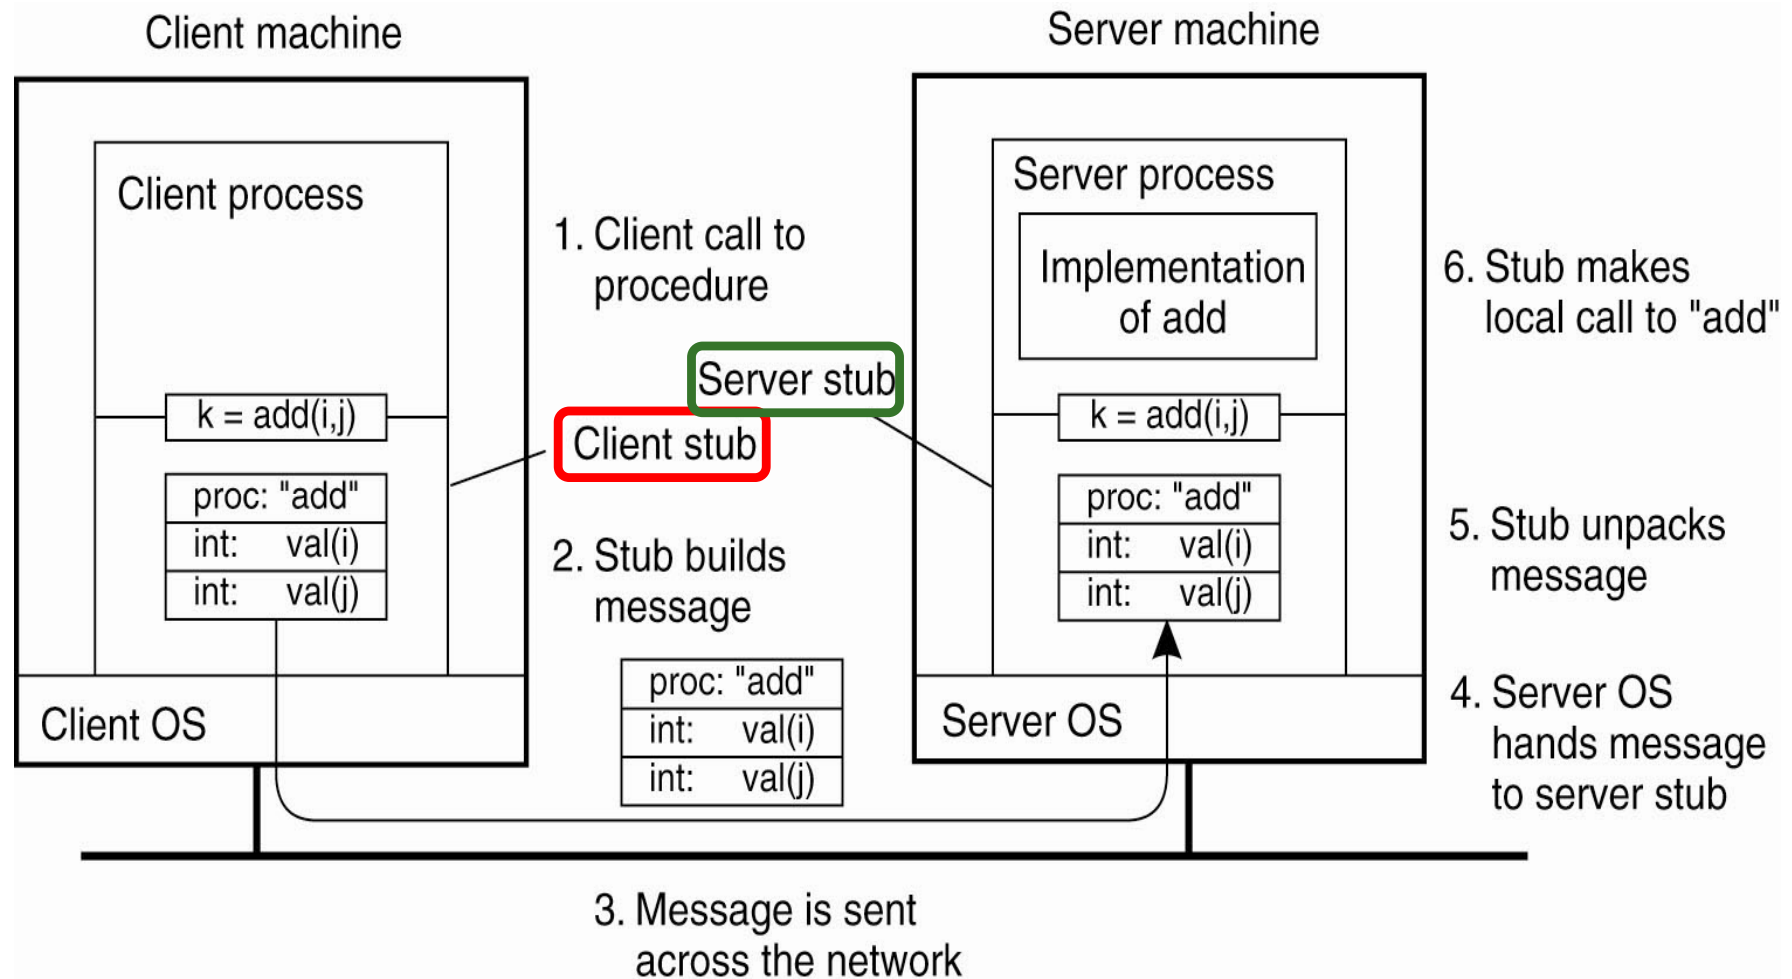 Client machine
Server machine
Client process
1. Client call to
procedure
k = add(i,j)
Client stub
proc: "add"
int: val(i)
int: val(j)
2. Stub builds
message
proc: "add"
int: val(i)
int: val(j)
Client OS
3. Message is sent
across the network
Server process
Implementation
of add
6. Stub makes
local call to "add"
Server stub
k = add(i,j)
proc: "add"
int: val(i)
int: val(j)
5. Stub unpacks
message
Server OS
4. Server OS
hands message
to server stub